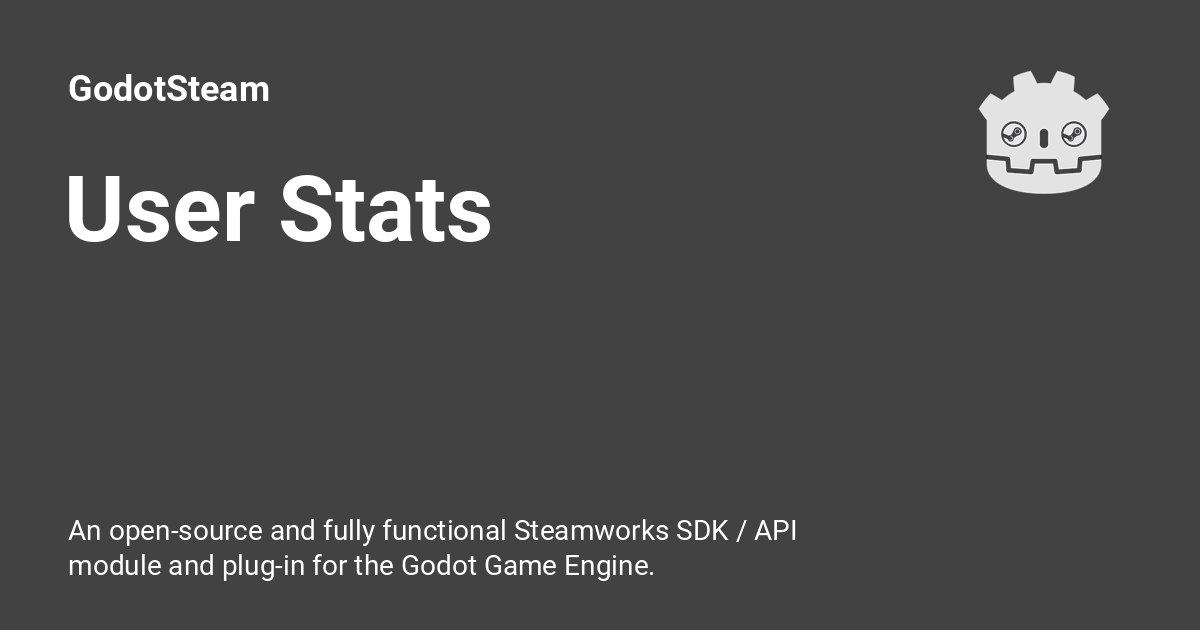 GodotSteam
User Stats
An open-source and fully functional Steamworks SDK / API
module and plug-in for the Godot Game Engine.